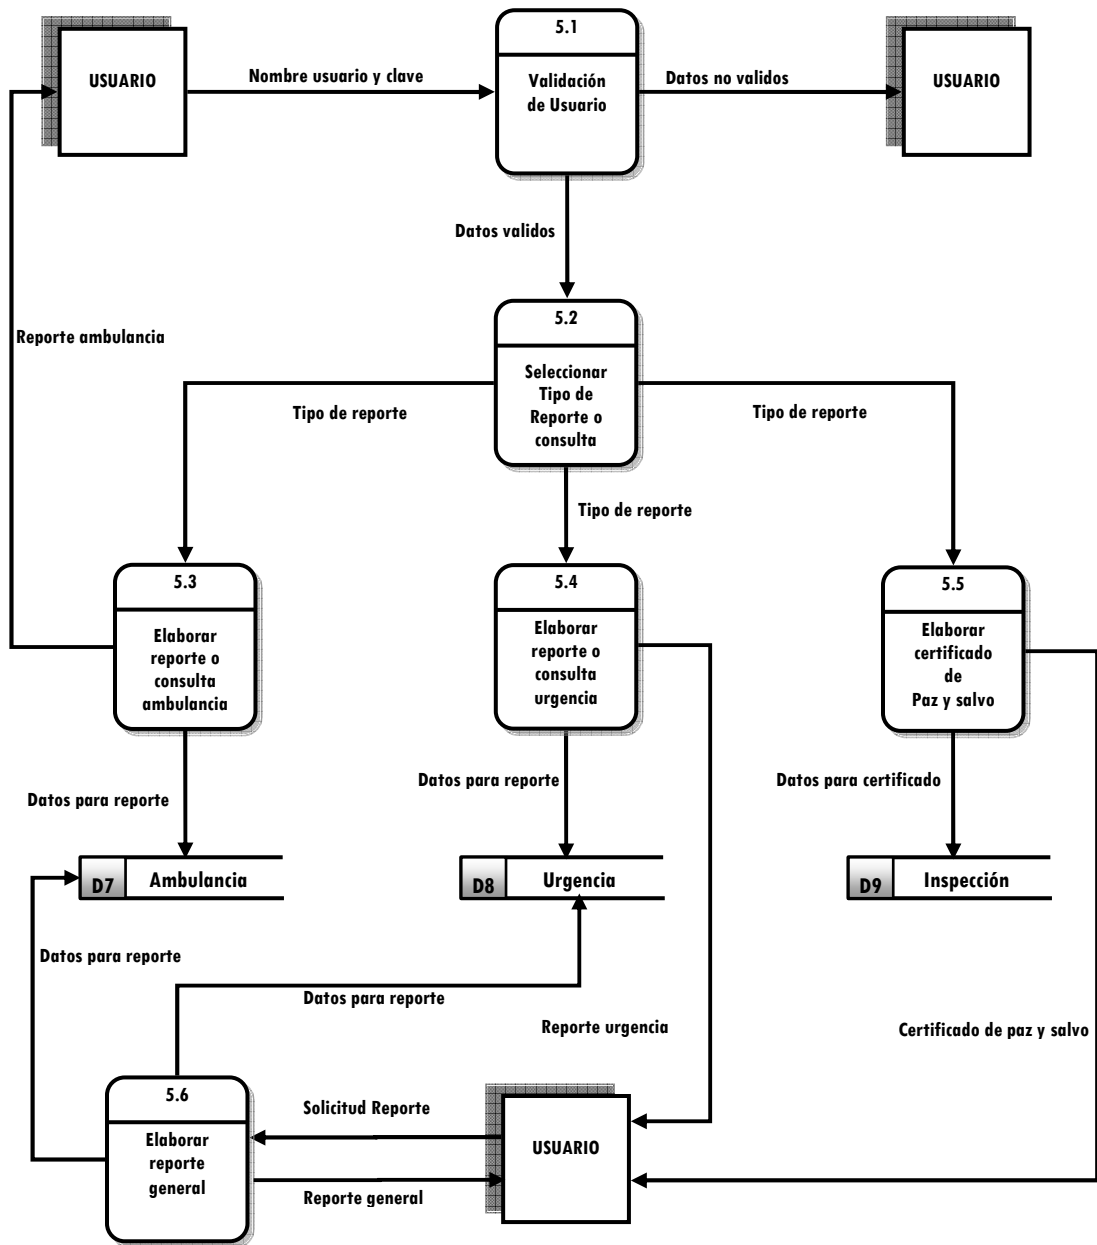 5.1
USUARIO
Nombre usuario y clave
Validación
de Usuario
Datos no validos
USUARIO
Datos validos
5.2
Reporte ambulancia
Seleccionar
Tipo de
Reporte o
consulta
Tipo de reporte
Tipo de reporte
Tipo de reporte
5.3
Elaborar
reporte o
consulta
ambulancia
5.4
Elaborar
reporte o
consulta
urgencia
5.5
Elaborar
certificado
de
Paz y salvo
Datos para reporte
Datos para reporte
Datos para certificado
D7 Ambulancia
D8 Urgencia
D9 Inspección
Datos para reporte
Datos para reporte
Reporte urgencia
Certificado de paz y salvo
5.6
Elaborar
reporte
general
Solicitud Reporte
USUARIO
Reporte general